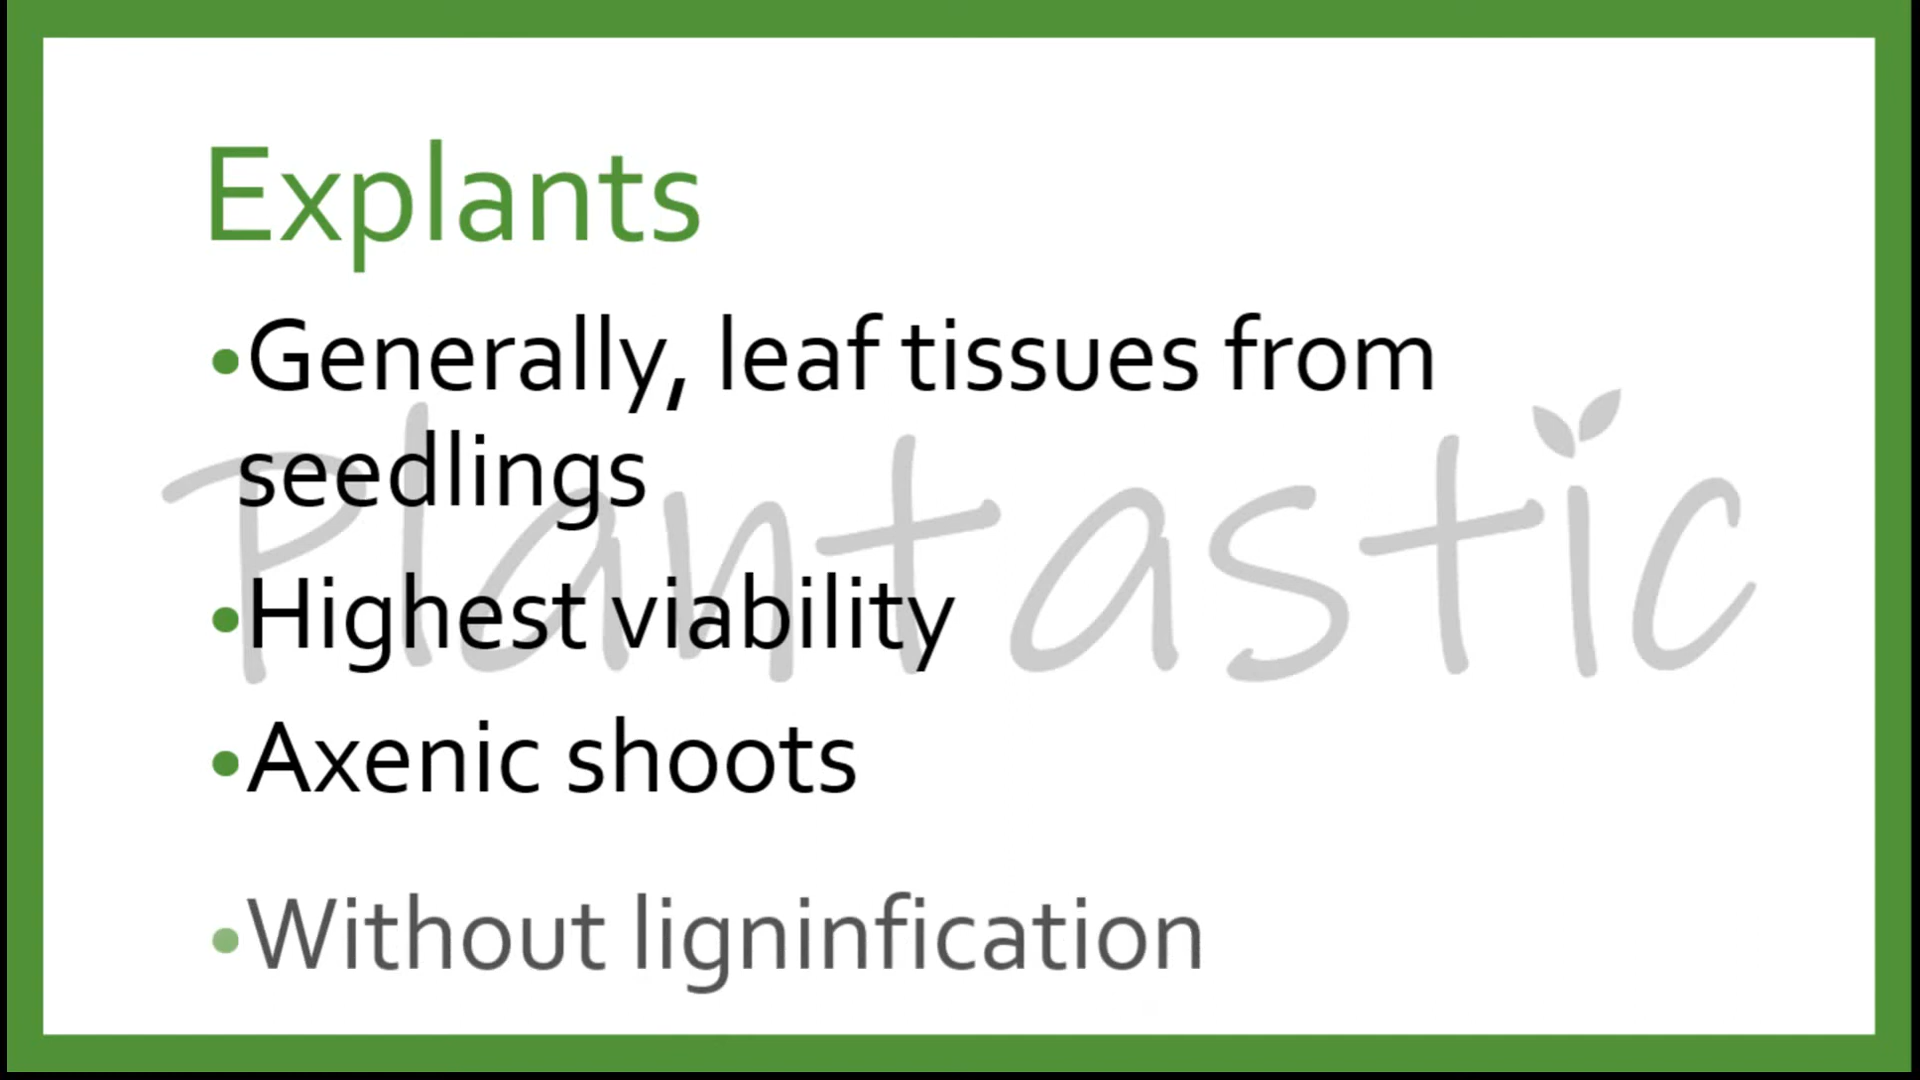 Explants
•Generally, leaf tissues from
seedlings
•Highest viability
•Axenic shoots
•Without ligninfication
Plantastic